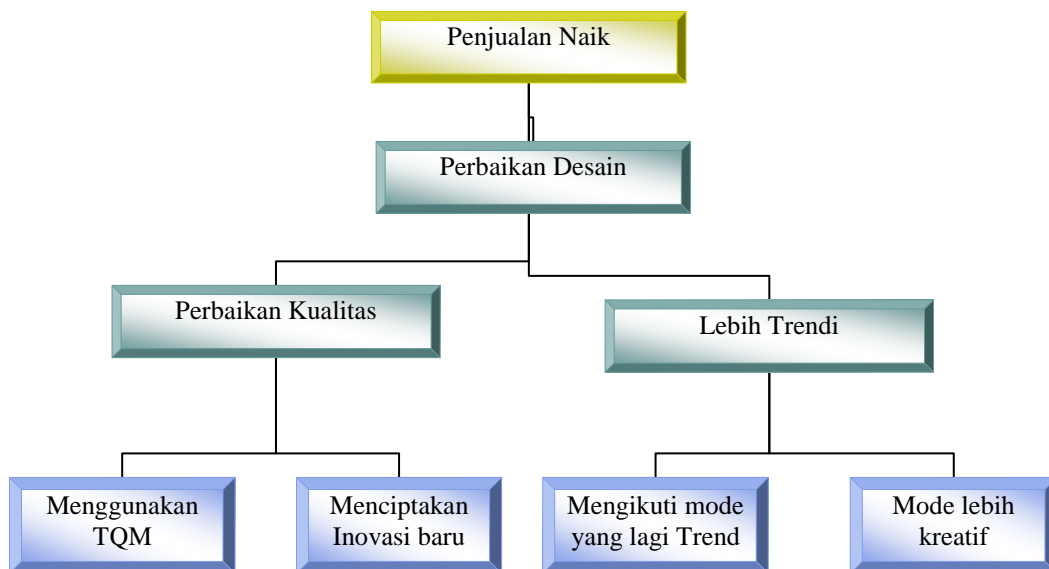 Penjualan Naik
Perbaikan Desain
Perbaikan Kualitas
Lebih Trendi
Menggunakan
TQM
Menciptakan
Inovasi baru
Mengikuti mode
yang lagi Trend
Mode lebih
kreatif